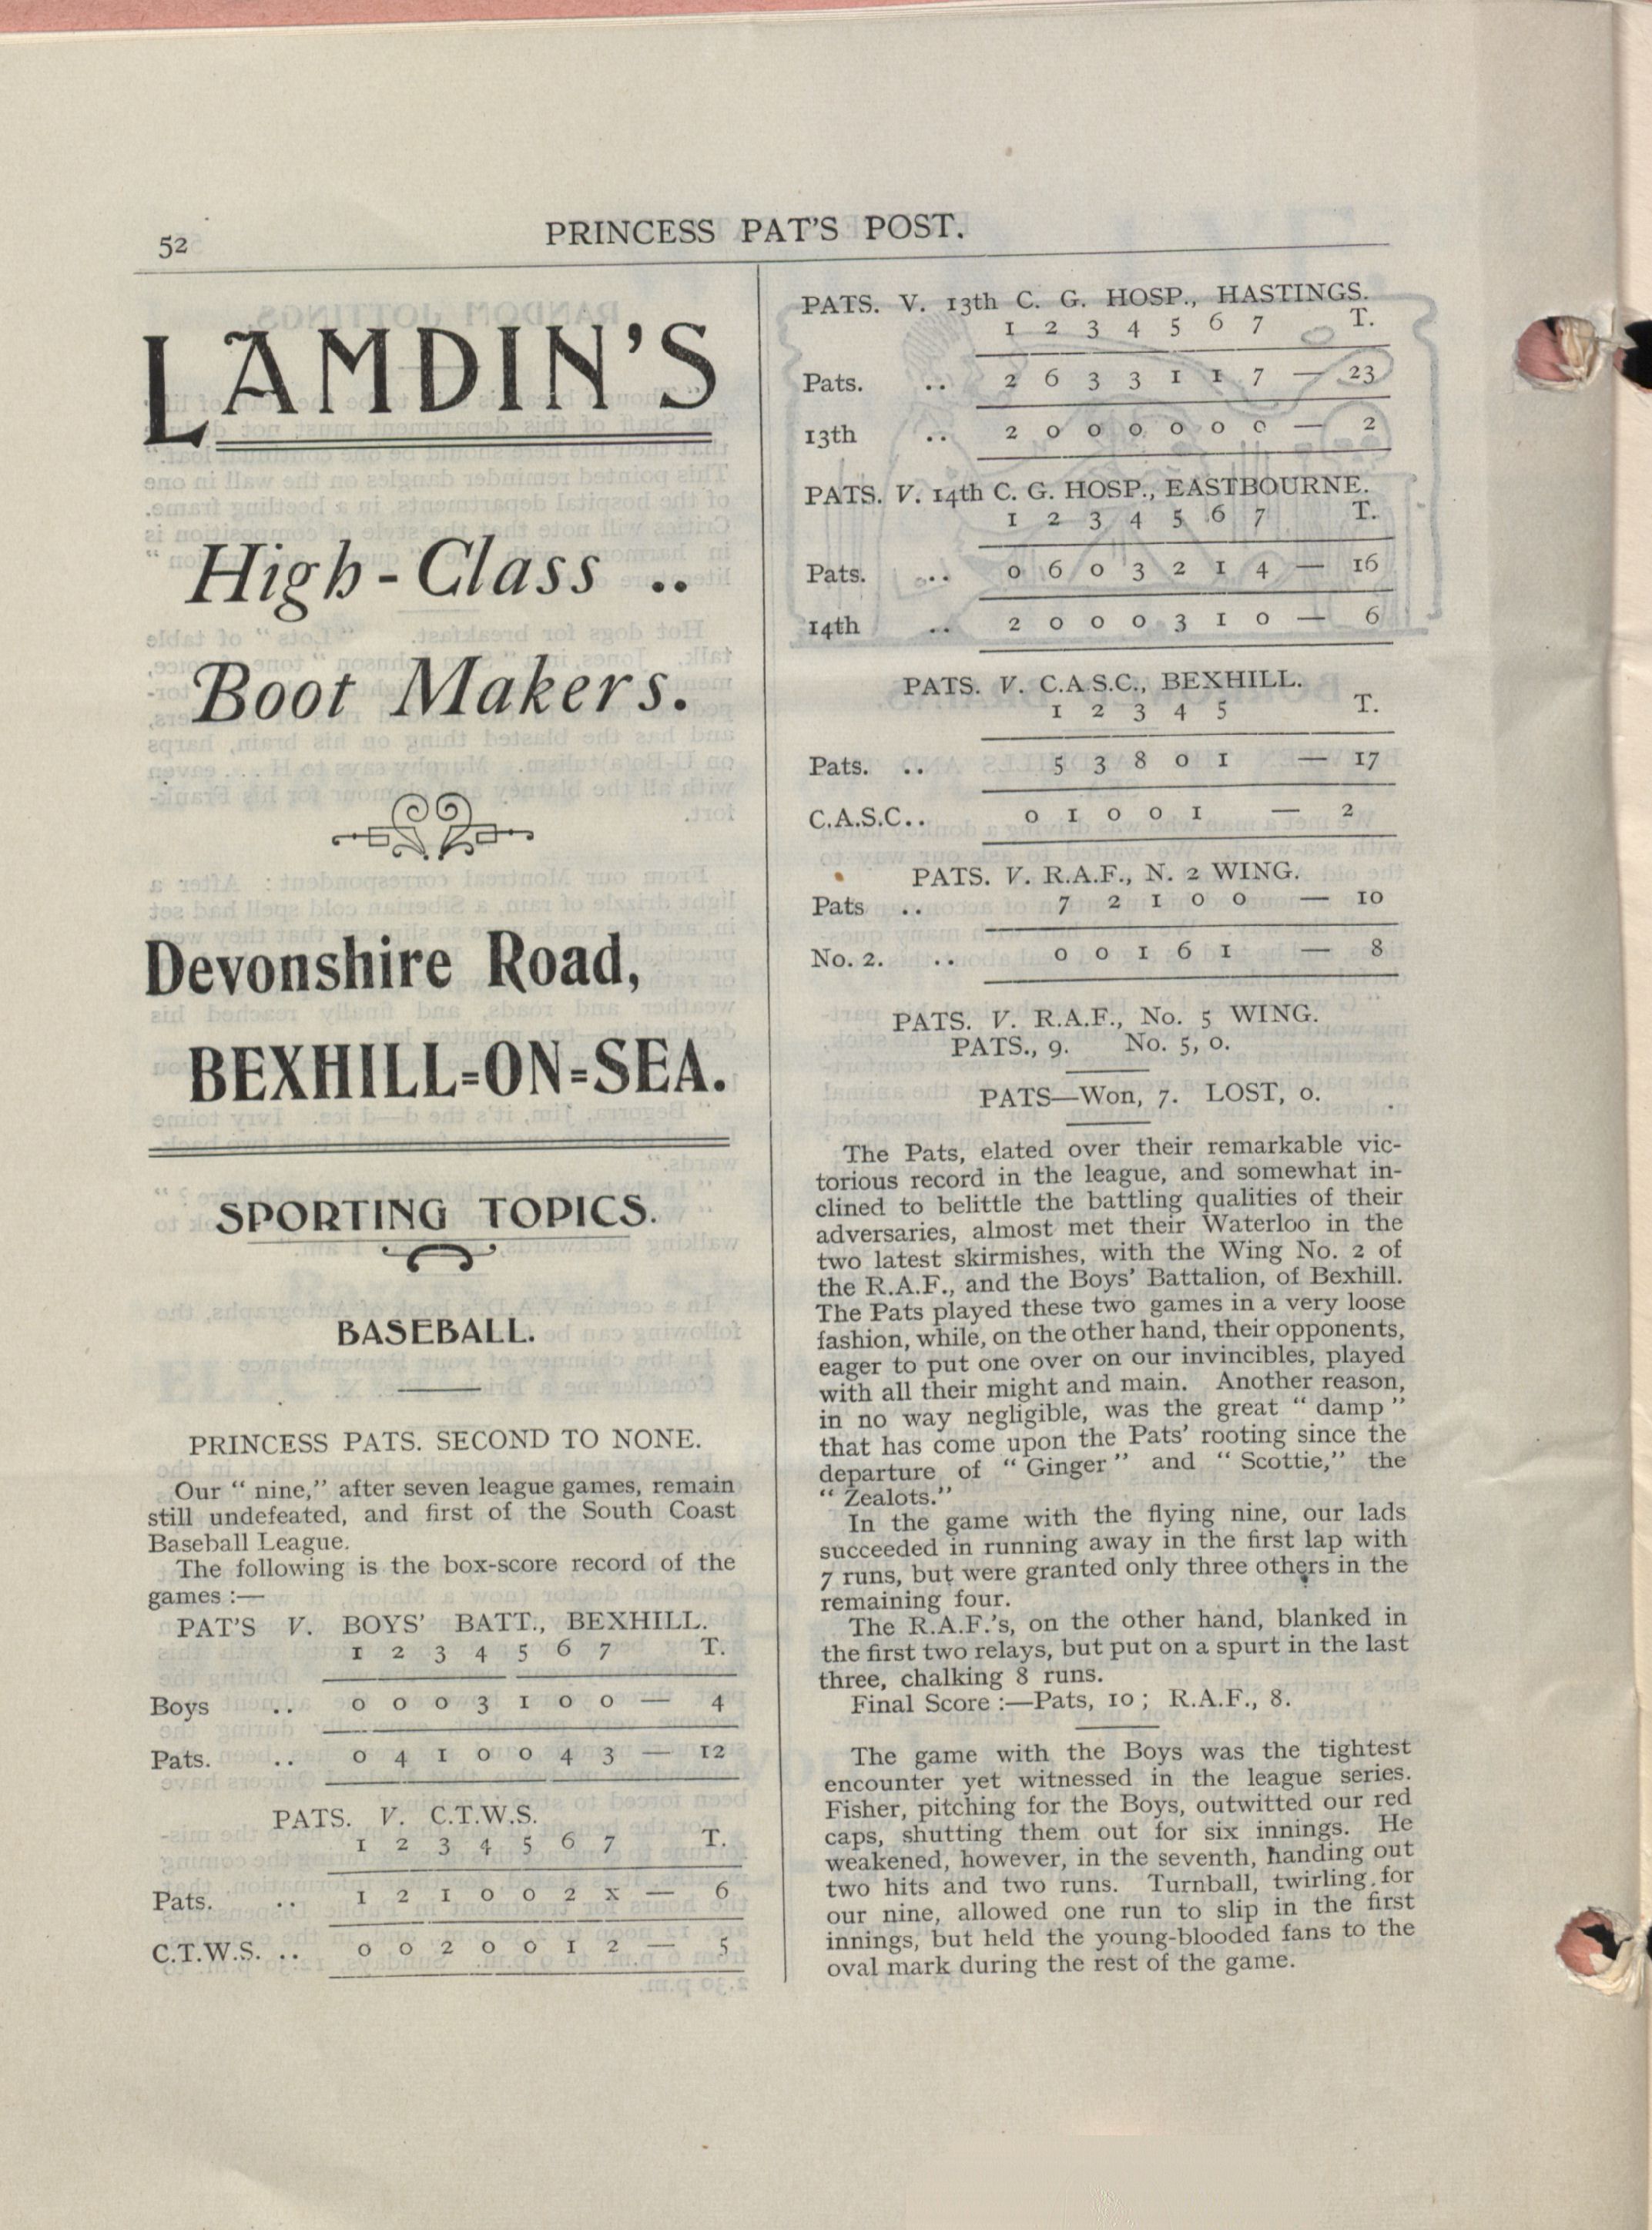 52
PRINCESS PAT'S POST.
LAMDIN'S
High-Class ..
Boot Makers.
Devonshire Road,
BEXHILL=ON=SEA.
SPORTING TOPICS.
BASEBALL.
PRINCESS PATS. SECOND TO NONE.
Our " nine," after seven league games, remain
still undefeated, and first of the South Coast
Baseball League.
The following is the box-score record of the
games :—
PAT'S V. BOYS' BATT., BEXHILL.
1 2 3 4 5 6 7 T.
Boys .. 0 0 0 3 1 0 0 — 4
Pats. .. 0 4 1 0 0 4 3 — 12
PATS. V. C.T.W.S.
1 2 3 4 5 6 7 T.
Pats. .. 1 2 1 0 0 2 x — 6
C.T.W.S. .. 0 0 2 0 0 1 2 — 5
PATS. V. 13th C. G. HOSP., HASTINGS.
1 2 3 4 5 6 7 T.
Pats. .. 2 6 3 3 1 1 7 — 23
13th .. 2 0 0 0 0 0 0 — 2
PATS. V. 14th C. G. HOSP., EASTBOURNE.
1 2 3 4 5 6 7 T.
Pats. .. 0 6 0 3 2 1 4 — 16
14th .. 2 0 0 0 3 1 0 — 6
PATS. V. C.A.S.C., BEXHILL.
1 2 3 4 5 T.
Pats. .. 5 3 8 0 1 — 17
C.A.S.C.. 0 1 0 0 1 — 2
PATS. V. R.A.F., N. 2 WING.
Pats .. 7 2 1 0 0 — 10
No. 2. .. 0 0 1 6 1 — 8
PATS. V. R.A.F., No. 5 WING.
PATS., 9. No. 5, 0.
PATS—Won, 7. LOST, 0.
The Pats, elated over their remarkable vic-
torious record in the league, and somewhat in-
clined to belittle the battling qualities of their
adversaries, almost met their Waterloo in the
two latest skirmishes, with the Wing No. 2 of
the R.A.F., and the Boys' Battalion, of Bexhill.
The Pats played these two games in a very loose
fashion, while, on the other hand, their opponents,
eager to put one over on our invincibles, played
with all their might and main. Another reason,
in no way negligible, was the great " damp "
that has come upon the Pats' rooting since the
departure of " Ginger " and " Scottie," the
" Zealots."
In the game with the flying nine, our lads
succeeded in running away in the first lap with
7 runs, but were granted only three others in the
remaining four.
The R.A.F.'s, on the other hand, blanked in
the first two relays, but put on a spurt in the last
three, chalking 8 runs.
Final Score :—Pats, 10 ; R.A.F., 8.
The game with the Boys was the tightest
encounter yet witnessed in the league series.
Fisher, pitching for the Boys, outwitted our red
caps, shutting them out for six innings. He
weakened, however, in the seventh, handing out
two hits and two runs. Turnball, twirling for
our nine, allowed one run to slip in the first
innings, but held the young-blooded fans to the
oval mark during the rest of the game.